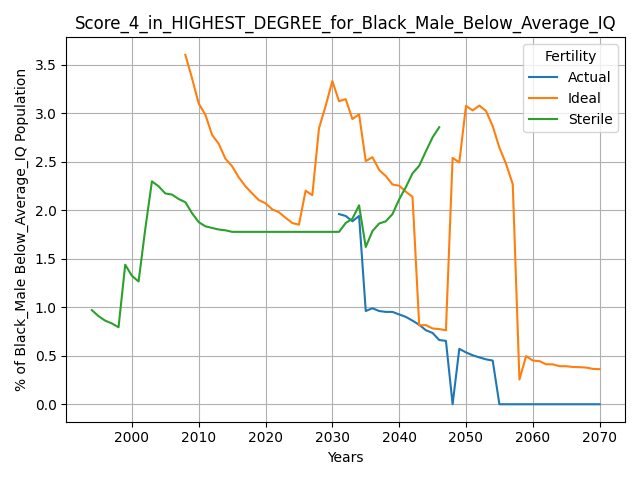 Score_4_in_HIGHEST_DEGREE_for_Black_Male_Below_Average_IQ
% of Black_Male Below_Average_IQ Population
3.5
3.0
2.5
2.0
1.5
1.0
0.5
0.0
Fertility
Actual
Ideal
Sterile
2000 2010 2020 2030 2040 2050 2060 2070
Years